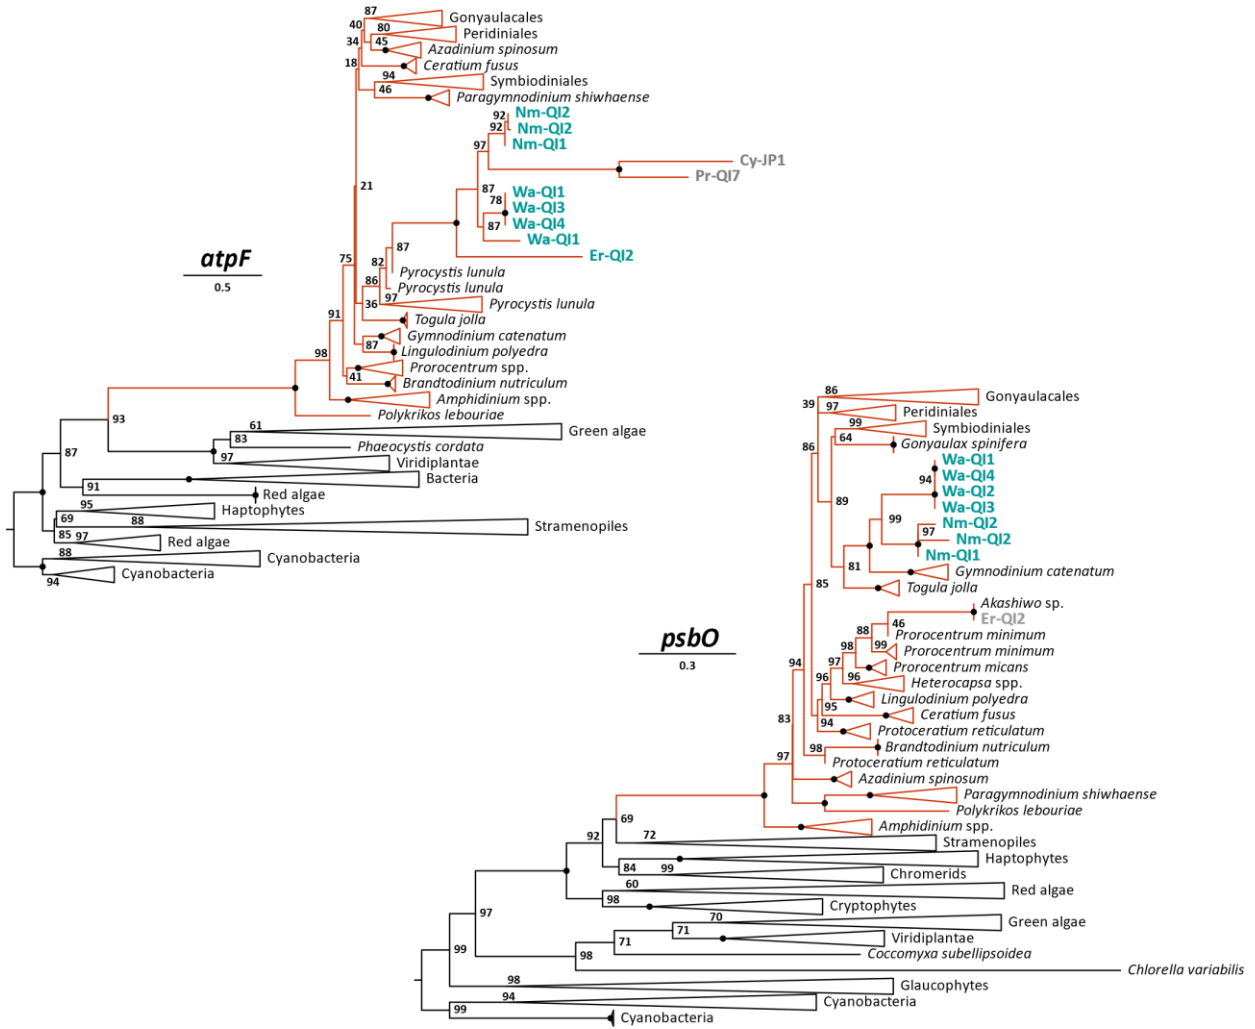 87
Gonyaulacales
40
80
Peridiniales
34
45
Azadinium spinosum
18
Ceratium fusus
94
Symbiodiniales
46
Paragymnodinium shiwhaense
92
Nm-QI2
92
Nm-QI2
Nm-QI1
97
Cy-JP1
Pr-QI7
21
87
Wa-QI1
78
Wa-QI3
87
Wa-QI4
Wa-QI1
87
Er-QI2
atpF
0.5
75
82
Pyrocystis lunula
86
Pyrocystis lunula
36
97
Pyrocystis lunula
91
Togula jolla
Gymnodinium catenatum
87
Lingulodinium polyedra
98
Prorocentrum spp.
41
Brandtodinium nutriculum
Amphidinium spp.
93
Polykrikos lebouriae
61
Green algae
83
Phaeocystis cordata
97
Viridiplantae
87
Bacteria
91
Red algae
95
Haptophytes
69
88
Stramenopiles
85
97
Red algae
88
Cyanobacteria
94
Cyanobacteria
86
Gonyaulacales
39
97
Peridiniales
99
Symbiodiniales
64
Gonyaulax spinifera
86
Wa-QI1
94
Wa-QI4
Wa-QI2
89
Wa-QI3
99
Nm-QI2
97
Nm-QI2
Nm-QI1
81
Gymnodinium catenatum
85
Togula jolla
Akashiwo sp.
Er-QI2
46
88
Prorocentrum minimum
psbO
0.3
98
99
Prorocentrum minimum
94
97
Prorocentrum micans
96
96
Heterocapsa spp.
Lingulodinium polyedra
95
Ceratium fusus
83
94
Protoceratium reticulatum
98
Brandtodinium nutriculum
97
Protoceratium reticulatum
Azadinium spinosum
Paragymnodinium shiwhaense
Polykrikos lebouriae
69
Amphidinium spp.
92
72
Stramenopiles
Haptophytes
84
99
Chromerids
60
Red algae
98
Cryptophytes
97
70
Green algae
71
Viridiplantae
71
Coccomyxa subellipsoidea
99
98
Chlorella variabilis
98
Glaucophytes
94
Cyanobacteria
99
Cyanobacteria